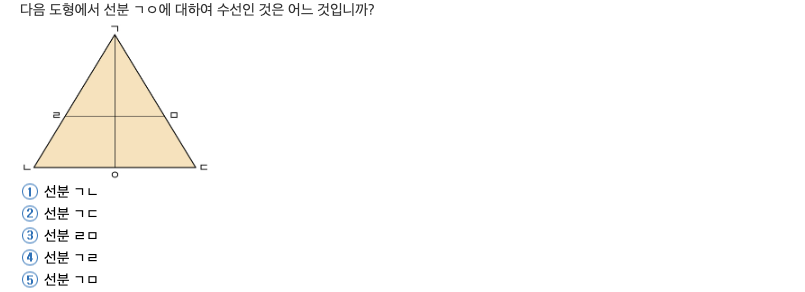 다음 도형에서 선분 ㄱㅇ에 대하여 수선인 것은 어느 것입니까?
ㄱ
ㄹ ㅁ
ㄴ ㄷ
ㅇ
① 선분 ㄱㄴ
② 선분 ㄱㄷ
③ 선분 ㄹㅁ
④ 선분 ㄱㄹ
⑤ 선분 ㄱㅁ